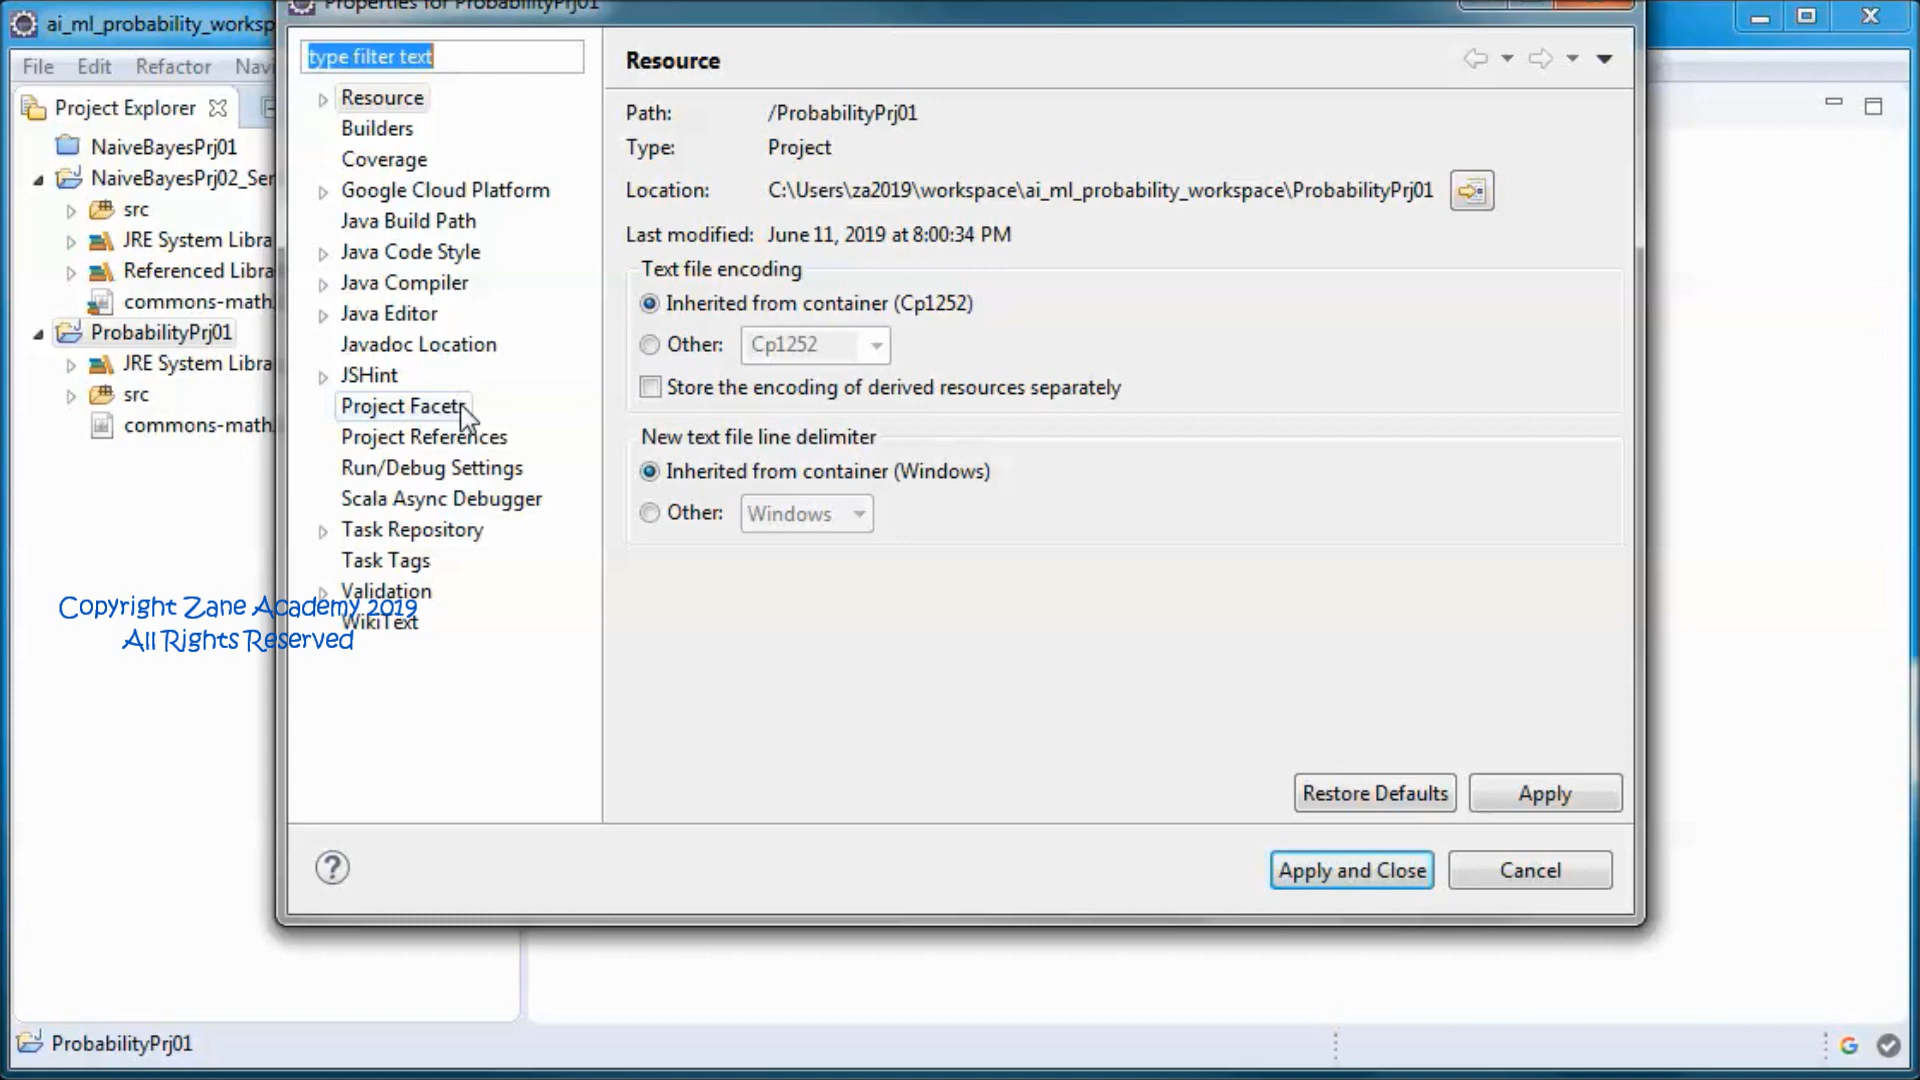 ai_ml_probability_worksp
Properties for ProbabilityPrj01
File Edit Refactor Navi
type filter text
Resource
Project Explorer
NaiveBayesPrj01
NaiveBayesPrj02_Ser
src
JRE System Libra
Referenced Libra
commons-math.
ProbabilityPrj01
JRE System Libra
src
commons-math.
Resource
Builders
Coverage
Google Cloud Platform
Java Build Path
Java Code Style
Java Compiler
Java Editor
Javadoc Location
JSHint
Project Facets
Project References
Run/Debug Settings
Scala Async Debugger
Task Repository
Task Tags
Validation
WikiText
Path: /ProbabilityPrj01
Type: Project
Location: C:\Users\za2019\workspace\ai_ml_probability_workspace\ProbabilityPrj01
Last modified: June 11, 2019 at 8:00:34 PM
Text file encoding
Inherited from container (Cp1252)
Other: Cp1252
Store the encoding of derived resources separately
New text file line delimiter
Inherited from container (Windows)
Other: Windows
Copyright Zane Academy 2019
All Rights Reserved
Restore Defaults Apply
? Apply and Close Cancel
ProbabilityPrj01
G